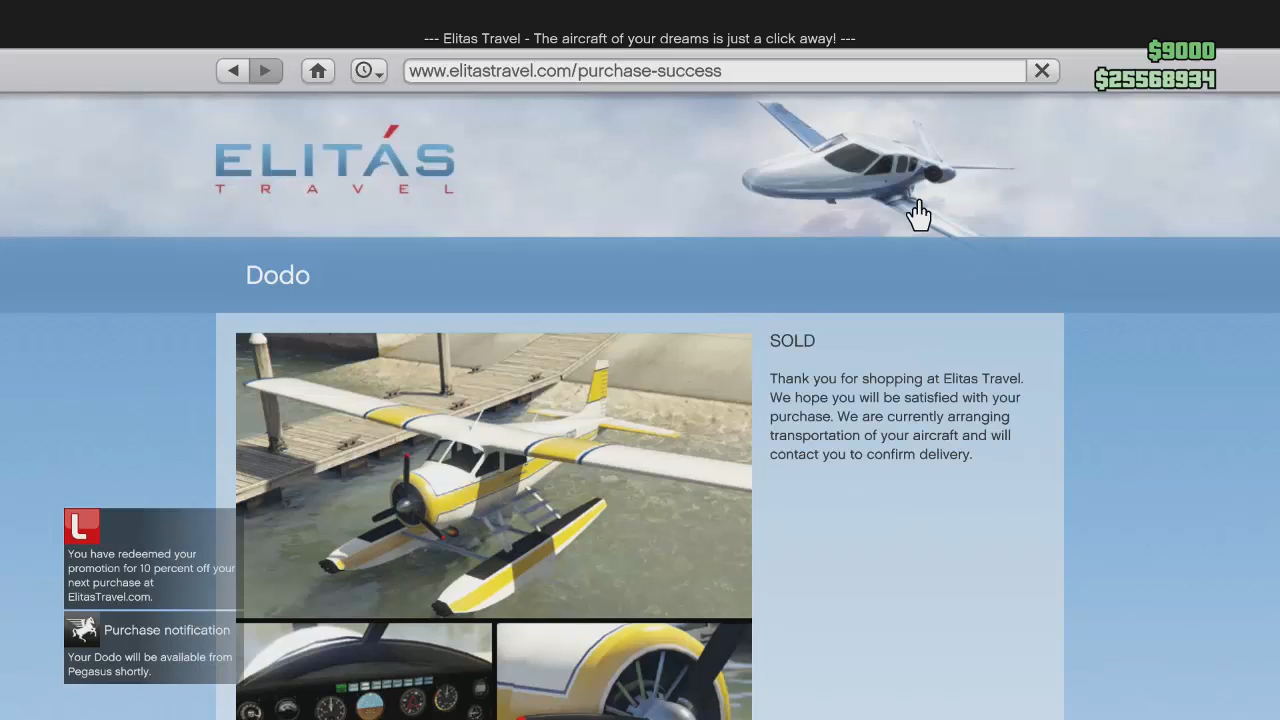 --- Elitas Travel - The aircraft of your dreams is just a click away! ---
$9000
www.elitastravel.com/purchase-success
$25568934
ELITÁS
TRAVEL
Dodo
SOLD
Thank you for shopping at Elitas Travel.
We hope you will be satisfied with your
purchase. We are currently arranging
transportation of your aircraft and will
contact you to confirm delivery.
L
You have redeemed your
promotion for 10 percent off your
next purchase at
ElitasTravel.com.
Purchase notification
Your Dodo will be available from
Pegasus shortly.